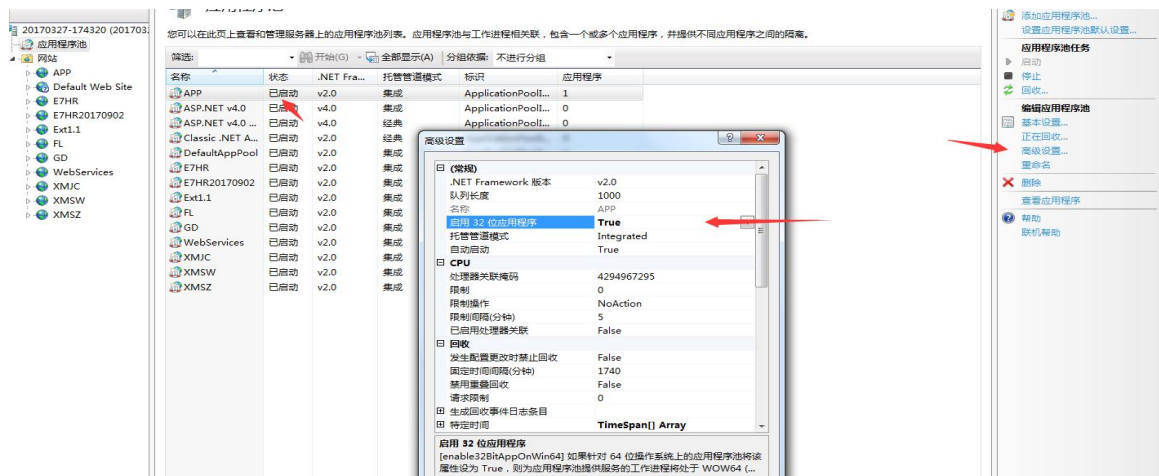 20170327-174320 (201703
应用程序池
网站
APP
Default Web Site
E7HR
E7HR20170902
Ext1.1
FL
GD
WebServices
XMJC
XMSW
XMSZ
您可以在此页上查看和管理服务器上的应用程序池列表。应用程序池与工作进程相关联，包含一个或多个应用程序，并提供不同应用程序之间的隔离。
筛选: 开始(G) 全部显示(A) 分组依据: 不进行分组
名称 状态 .NET Fra... 托管管道模式 标识 应用程序
APP 已启动 v2.0 集成 ApplicationPoolI... 1
ASP.NET v4.0 已启动 v4.0 集成 ApplicationPoolI... 0
ASP.NET v4.0 ... 已启动 v4.0 经典 ApplicationPoolI... 0
Classic .NET A... 已启动 v2.0 经典
DefaultAppPool 已启动 v2.0 集成
E7HR 已启动 v2.0 集成
E7HR20170902 已启动 v2.0 集成
Ext1.1 已启动 v2.0 集成
FL 已启动 v2.0 集成
GD 已启动 v2.0 集成
WebServices 已启动 v2.0 集成
XMJC 已启动 v2.0 集成
XMSW 已启动 v2.0 集成
XMSZ 已启动 v2.0 集成
高级设置
(常规)
.NET Framework 版本 v2.0
队列长度 1000
名称 APP
启用 32 位应用程序 True
托管管道模式 Integrated
自动启动 True
CPU
处理器关联掩码 4294967295
限制 0
限制操作 NoAction
限制间隔(分钟) 5
已启用处理器关联 False
回收
发生配置更改时禁止回收 False
固定时间间隔(分钟) 1740
禁用重叠回收 False
请求限制 0
生成回收事件日志条目
特定时间 TimeSpan[] Array
启用 32 位应用程序
[enable32BitAppOnWin64] 如果针对 64 位操作系统上的应用程序池将该
属性设为 True，则为应用程序池提供服务的工作进程将处于 WOW64 (...
添加应用程序池...
设置应用程序池默认设置...
应用程序池任务
启动
停止
回收...
编辑应用程序池
基本设置...
正在回收...
高级设置...
重命名
删除
查看应用程序
帮助
联机帮助